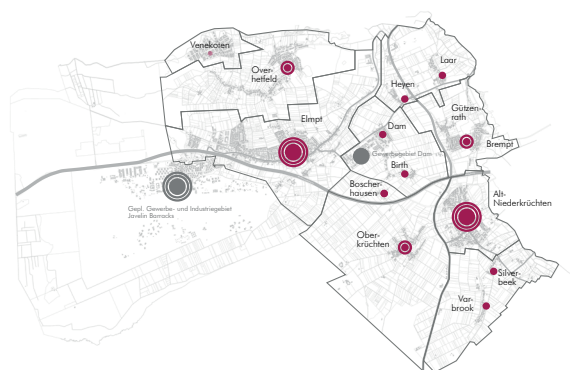 Venekoten
Over-
hetfeld
Laar
Heyen
Gützen-
rath
Elmpt
Dam
Gewerbegebiet Dam
Brempt
Birth
Boscher-
hausen
Alt-
Niederkrüchten
Gepl. Gewerbe- und Industriegebiet
Javelin Barracks
Ober-
krüchten
Silver-
beek
Var-
brook